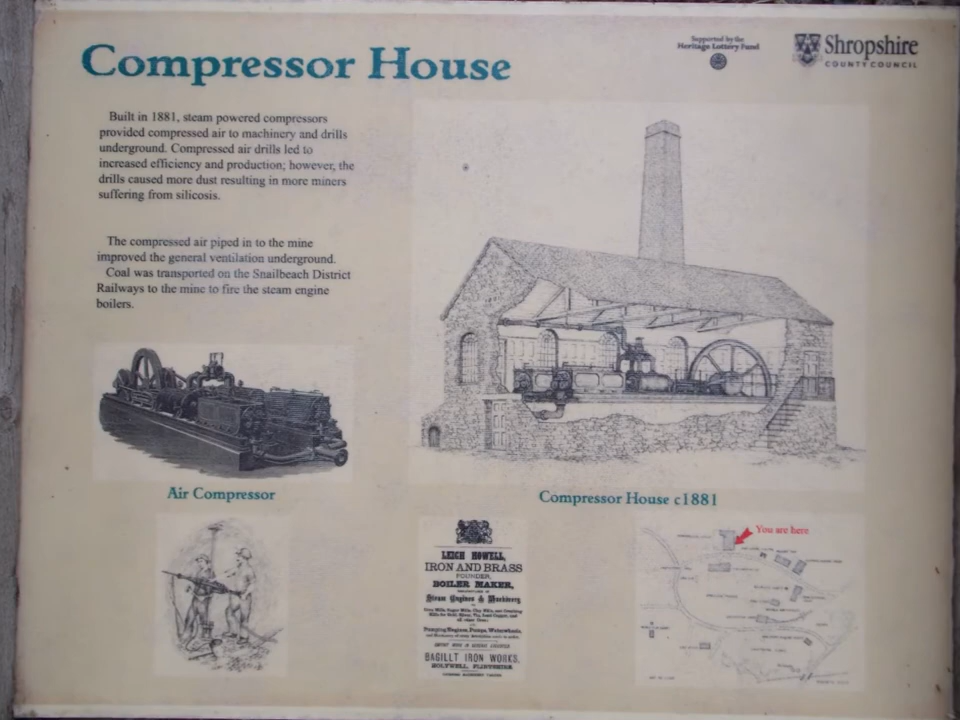 Compressor House
Supported by the
Heritage Lottery Fund
Shropshire
COUNTY COUNCIL
Built in 1881, steam powered compressors
provided compressed air to machinery and drills
underground. Compressed air drills led to
increased efficiency and production; however, the
drills caused more dust resulting in more miners
suffering from silicosis.
The compressed air piped in to the mine
improved the general ventilation underground.
Coal was transported on the Snailbeach District
Railways to the mine to fire the steam engine
boilers.
Air Compressor
Compressor House c1881
LEIGH HOWELLS,
IRON AND BRASS
FOUNDER,
BOILER MAKER,
Steam Engines & Machinery
Pumping Engines, Pumps, Waterwheels,
BAGILLT IRON WORKS,
HOLYWELL, FLINTSHIRE.
You are here